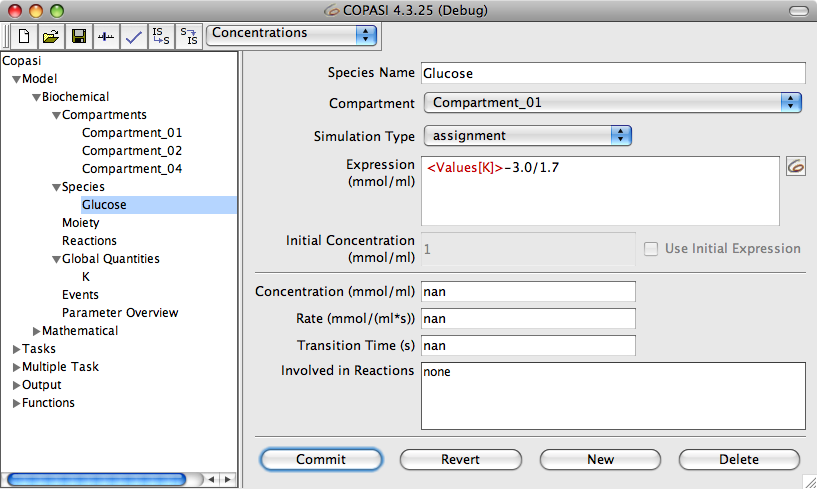 COPASI 4.3.25 (Debug)
IS S S IS Concentrations
Copasi
Model
Biochemical
Compartments
Compartment_01
Compartment_02
Compartment_04
Species
Glucose
Moiety
Reactions
Global Quantities
K
Events
Parameter Overview
Mathematical
Tasks
Multiple Task
Output
Functions
Species Name Glucose
Compartment Compartment_01
Simulation Type assignment
Expression <Values[K]>-3.0/1.7
(mmol/ml)
Initial Concentration 1 Use Initial Expression
(mmol/ml)
Concentration (mmol/ml) nan
Rate (mmol/(ml*s)) nan
Transition Time (s) nan
Involved in Reactions none
Commit Revert New Delete